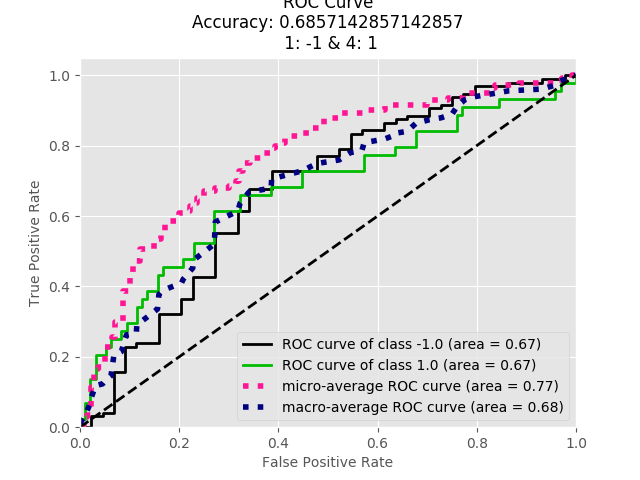 ROC Curve
Accuracy: 0.6857142857142857
1: -1 & 4: 1
1.0
0.8
0.6
0.4
0.2
0.0
True Positive Rate
ROC curve of class -1.0 (area = 0.67)
ROC curve of class 1.0 (area = 0.67)
micro-average ROC curve (area = 0.77)
macro-average ROC curve (area = 0.68)
0.0 0.2 0.4 0.6 0.8 1.0
False Positive Rate